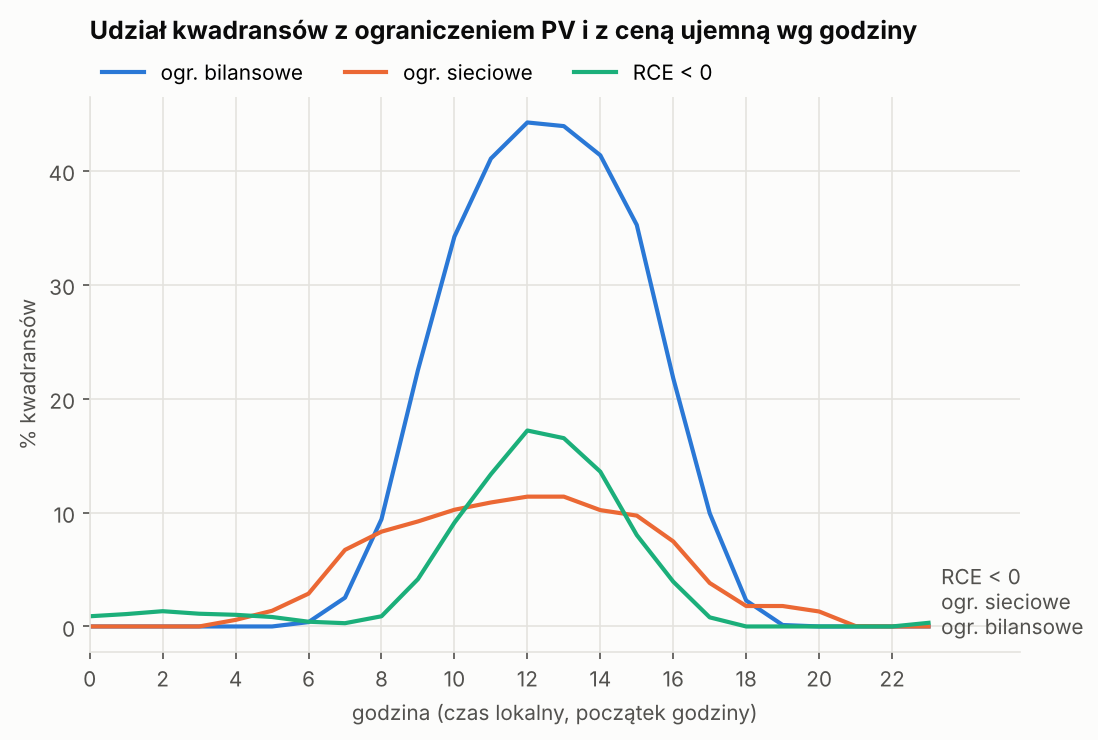 Udział kwadransów z ograniczeniem PV i z ceną ujemną wg godziny
ogr. bilansowe ogr. sieciowe RCE < 0
% kwadransów
40
30
20
10
0
RCE < 0
ogr. sieciowe
ogr. bilansowe
0 2 4 6 8 10 12 14 16 18 20 22
godzina (czas lokalny, początek godziny)